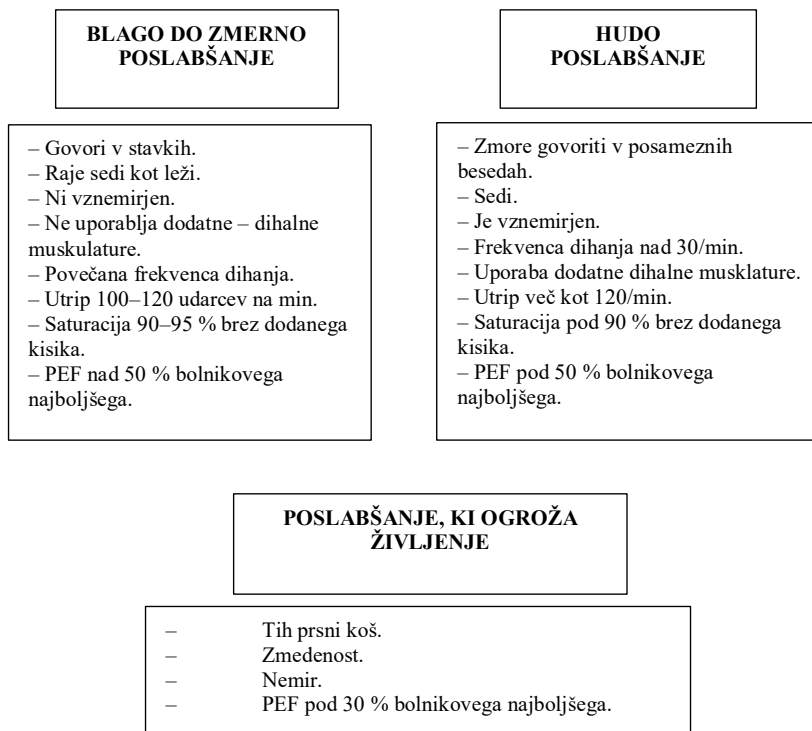 BLAGO DO ZMERNO
POSLABŠANJE
– Govori v stavkih.
– Raje sedi kot leži.
– Ni vznemirjen.
– Ne uporablja dodatne – dihalne
muskulature.
– Povečana frekvenca dihanja.
– Utrip 100–120 udarcev na min.
– Saturacija 90–95 % brez dodanega
kisika.
– PEF nad 50 % bolnikovega
najboljšega.
HUDO
POSLABŠANJE
– Zmore govoriti v posameznih
besedah.
– Sedi.
– Je vznemirjen.
– Frekvenca dihanja nad 30/min.
– Uporaba dodatne dihalne musklature.
– Utrip več kot 120/min.
– Saturacija pod 90 % brez dodanega
kisika.
– PEF pod 50 % bolnikovega
najboljšega.
POSLABŠANJE, KI OGROŽA
ŽIVLJENJE
– Tih prsni koš.
– Zmedenost.
– Nemir.
– PEF pod 30 % bolnikovega najboljšega.